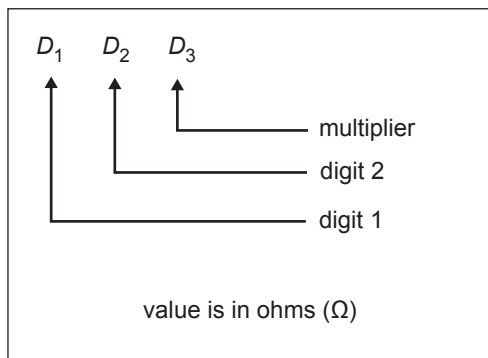 D₁ D₂ D₃
multiplier
digit 2
digit 1
value is in ohms (Ω)